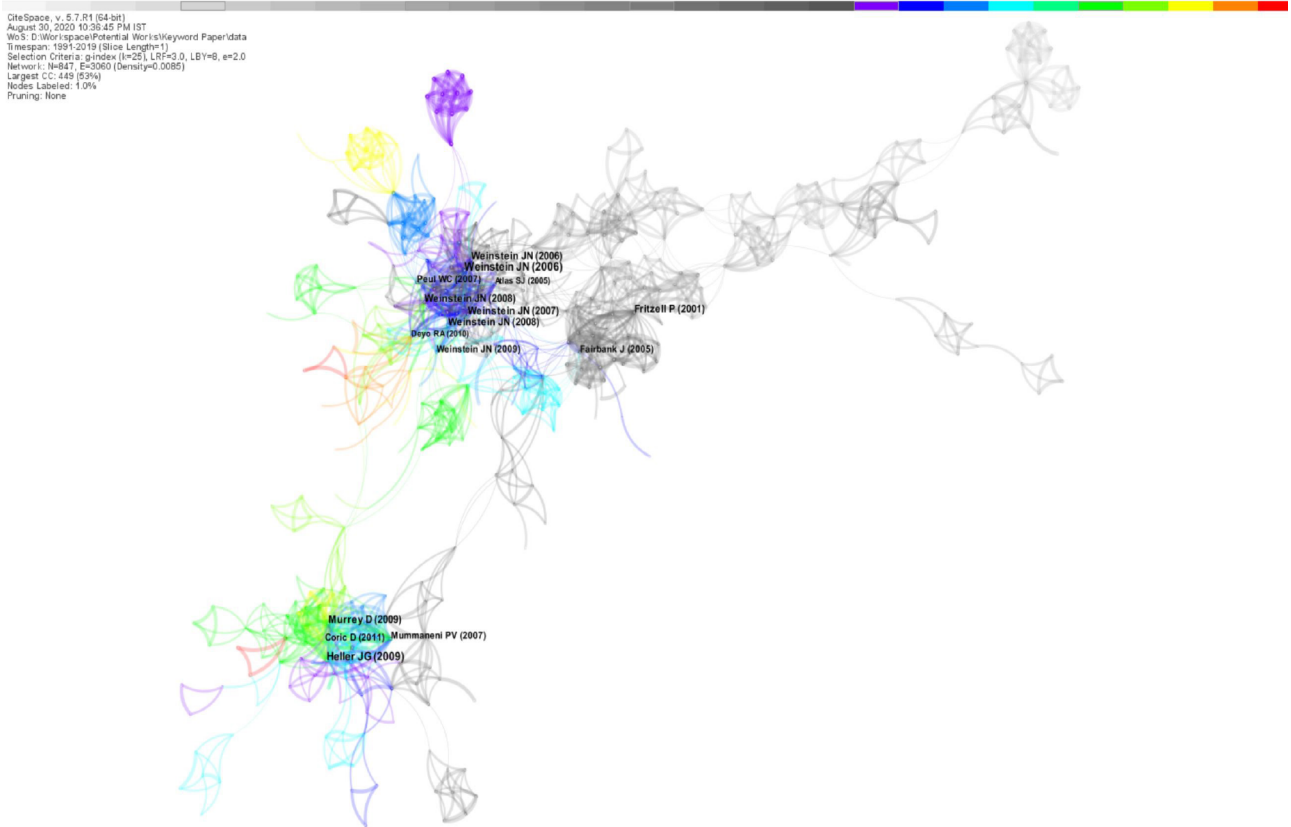 CiteSpace, v. 5.7.R1 (64-bit)
August 30, 2020 10:36:45 PM IST
WoS: D:\Workspace\Potential Works\Keyword Paper\data
Timespan: 1991-2019 (Slice Length=1)
Selection Criteria: g-index (k=25), LRF=3.0, LBY=8, e=2.0
Network: N=847, E=3060 (Density=0.0085)
Largest CC: 449 (53%)
Nodes Labeled: 1.0%
Pruning: None
Weinstein JN (2006)
Weinstein JN (2006)
Peul WC (2007) Atlas SJ (2005)
Weinstein JN (2008)
Weinstein JN (2007)
Fritzell P (2001)
Weinstein JN (2008)
Deyo RA (2010)
Weinstein JN (2009)
Fairbank J (2005)
Murrey D (2009)
Coric D (2011) Mummaneni PV (2007)
Heller JG (2009)